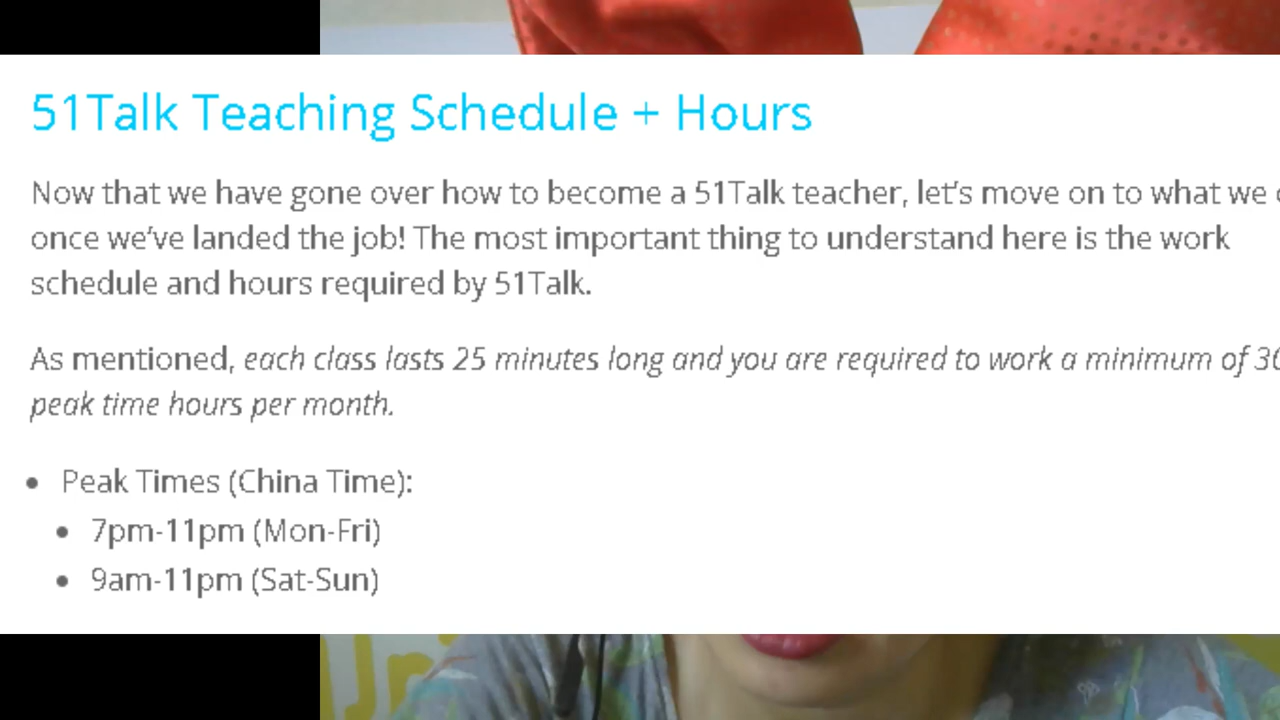 51Talk Teaching Schedule + Hours
Now that we have gone over how to become a 51Talk teacher, let's move on to what we
once we've landed the job! The most important thing to understand here is the work
schedule and hours required by 51Talk.
As mentioned, each class lasts 25 minutes long and you are required to work a minimum of 30
peak time hours per month.
• Peak Times (China Time):
• 7pm-11pm (Mon-Fri)
• 9am-11pm (Sat-Sun)